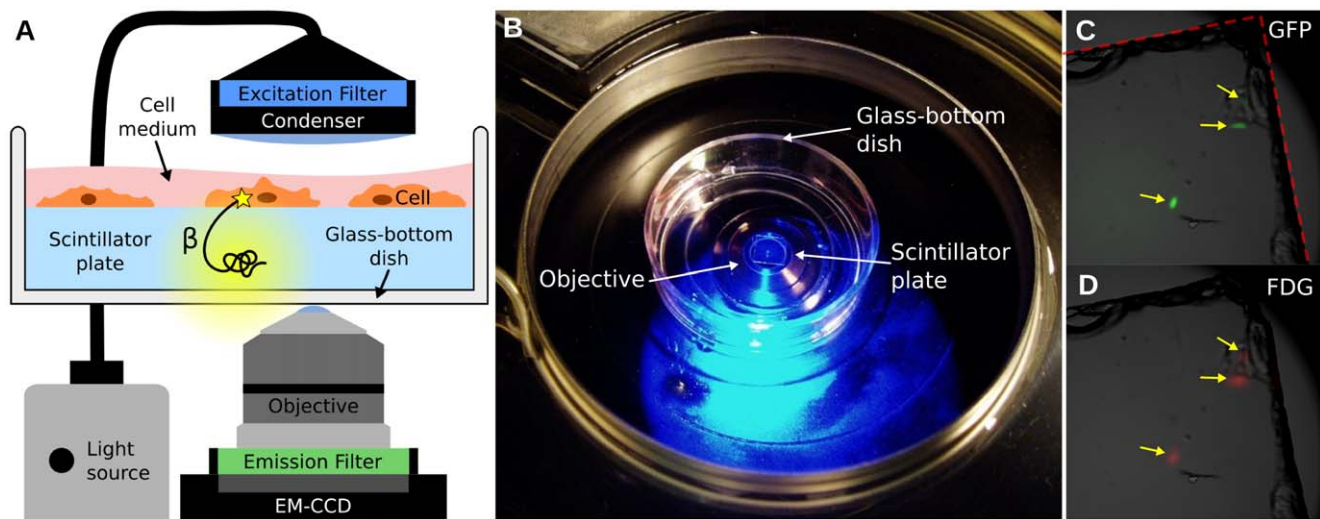 A
Excitation Filter
Condenser
Cell
medium
Cell
β
Scintillator
plate
Glass-bottom
dish
Objective
Light
source
Emission Filter
EM-CCD
B
Glass-bottom
dish
Objective
Scintillator
plate
C
GFP
D
FDG